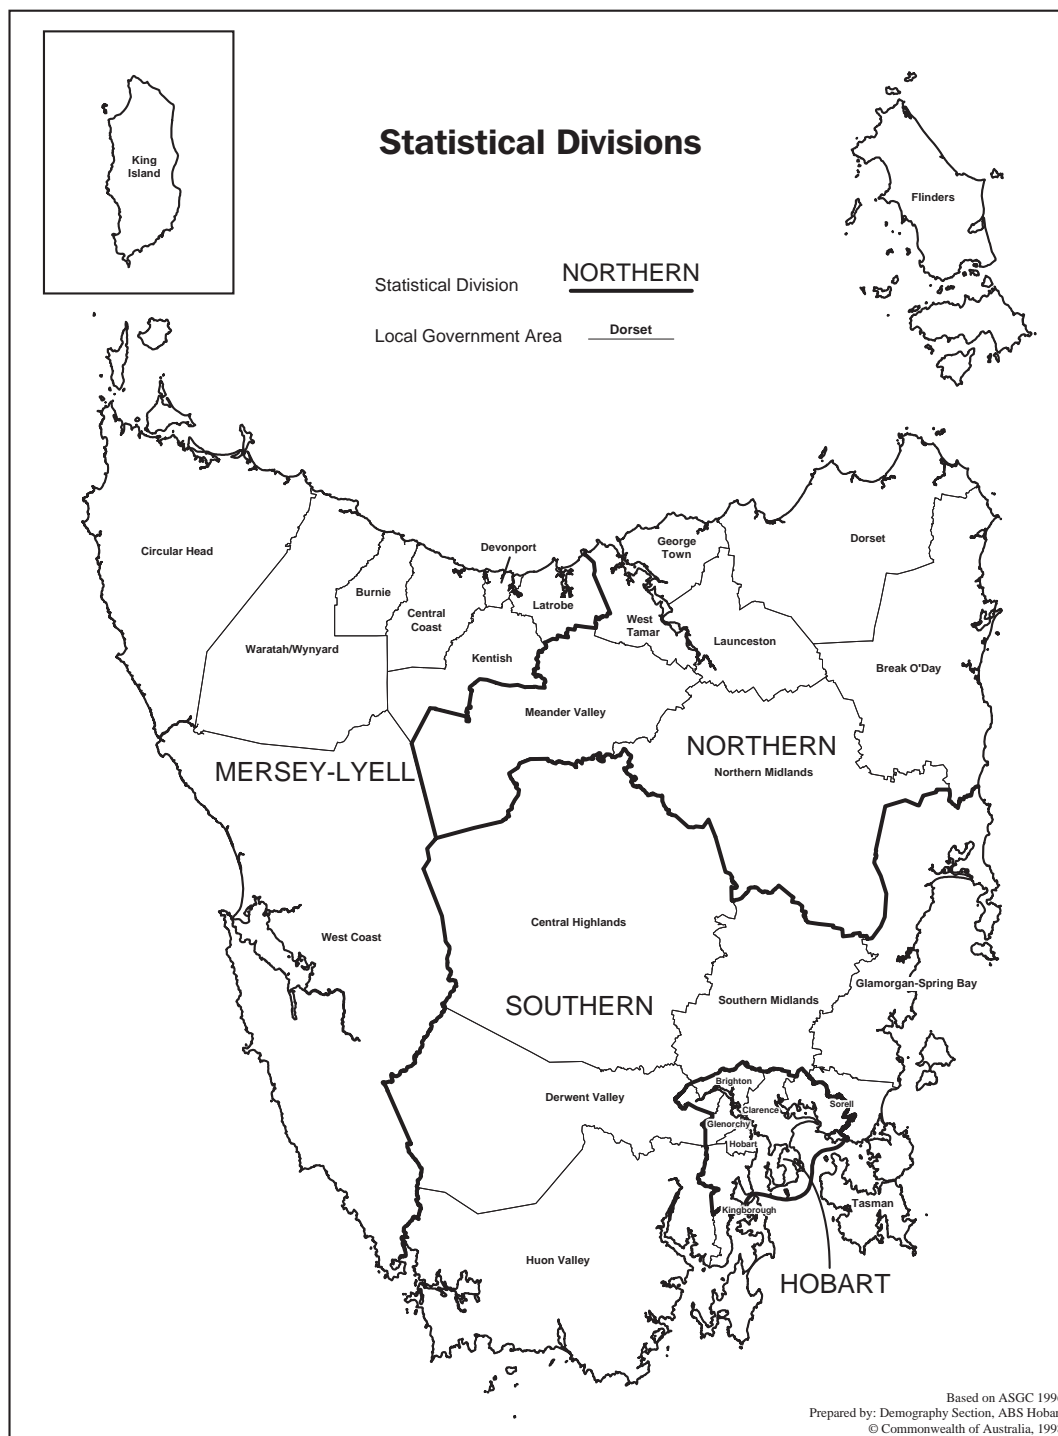 King
Island
Statistical Divisions
Flinders
Statistical Division
NORTHERN
Local Government Area
Dorset
Circular Head
Devonport
George
Town
Dorset
Burnie
Latrobe
Central
Coast
West
Tamar
Launceston
Waratah/Wynyard
Kentish
Break O'Day
Meander Valley
NORTHERN
Northern Midlands
MERSEY-LYELL
Central Highlands
West Coast
Glamorgan-Spring Bay
SOUTHERN
Southern Midlands
Brighton
Derwent Valley
Clarence
Sorell
Glenorchy
Hobart
Tasman
Kingborough
Huon Valley
HOBART
Based on ASGC
Prepared by: Demography Section, ABS
© Commonwealth of Australia,